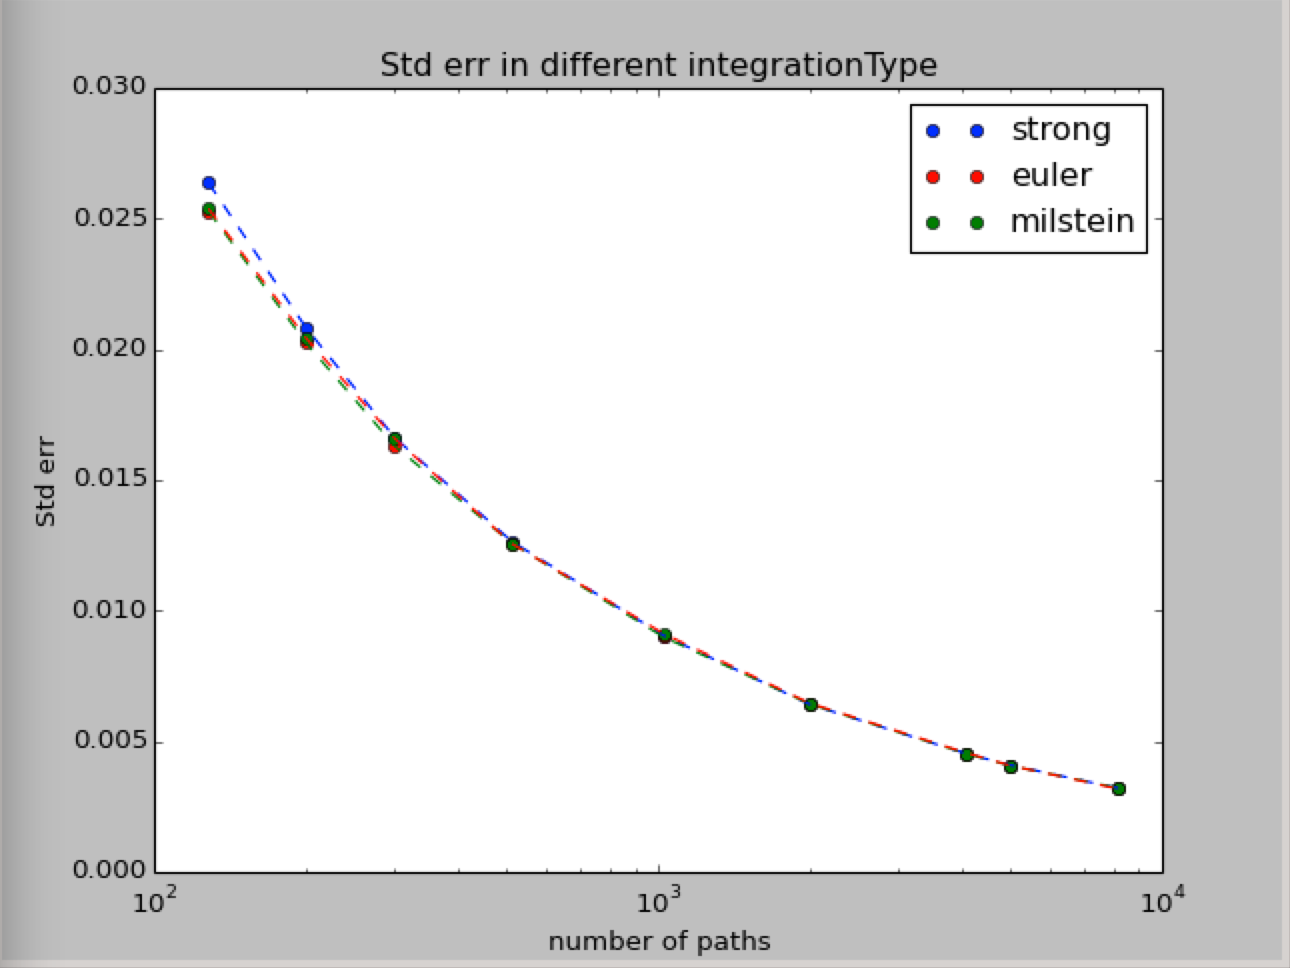 Std err in different integrationType
0.030
0.025
0.020
0.015
0.010
0.005
0.000
Std err
strong
euler
milstein
10²
10³
10⁴
number of paths